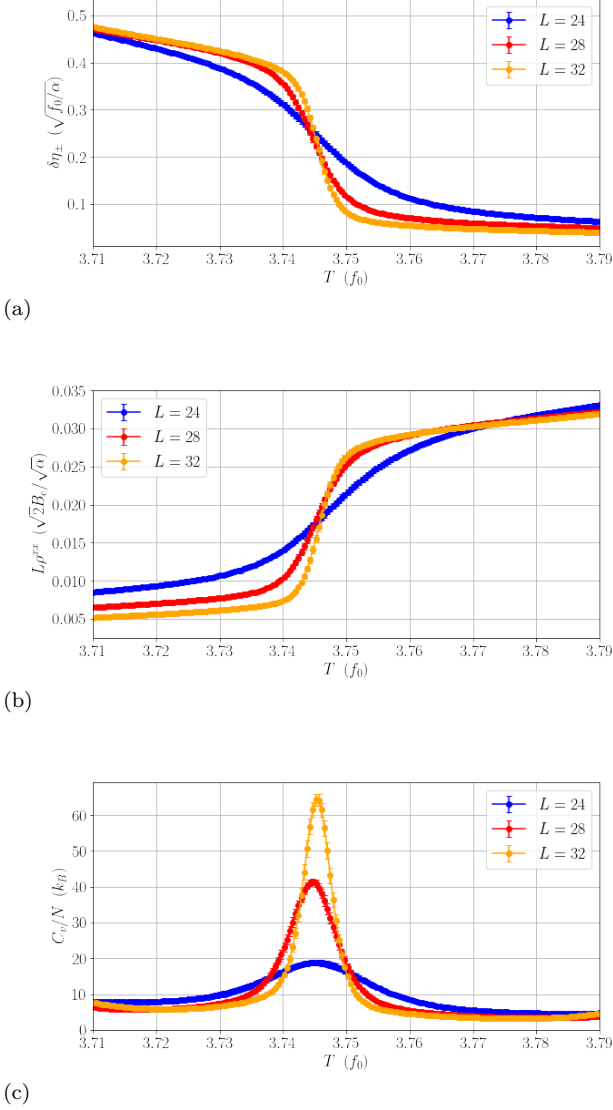 0.5
0.4
0.3
0.2
0.1
δη± (√f₀/α)
L = 24
L = 28
L = 32
3.71 3.72 3.73 3.74 3.75 3.76 3.77 3.78 3.79
T (f₀)
(a)
0.035
0.030
0.025
0.020
0.015
0.010
0.005
Lρˣˣ (√2B_c/√α)
L = 24
L = 28
L = 32
3.71 3.72 3.73 3.74 3.75 3.76 3.77 3.78 3.79
T (f₀)
(b)
60
50
40
30
20
10
0
C_v/N (k_B)
L = 24
L = 28
L = 32
3.71 3.72 3.73 3.74 3.75 3.76 3.77 3.78 3.79
T (f₀)
(c)